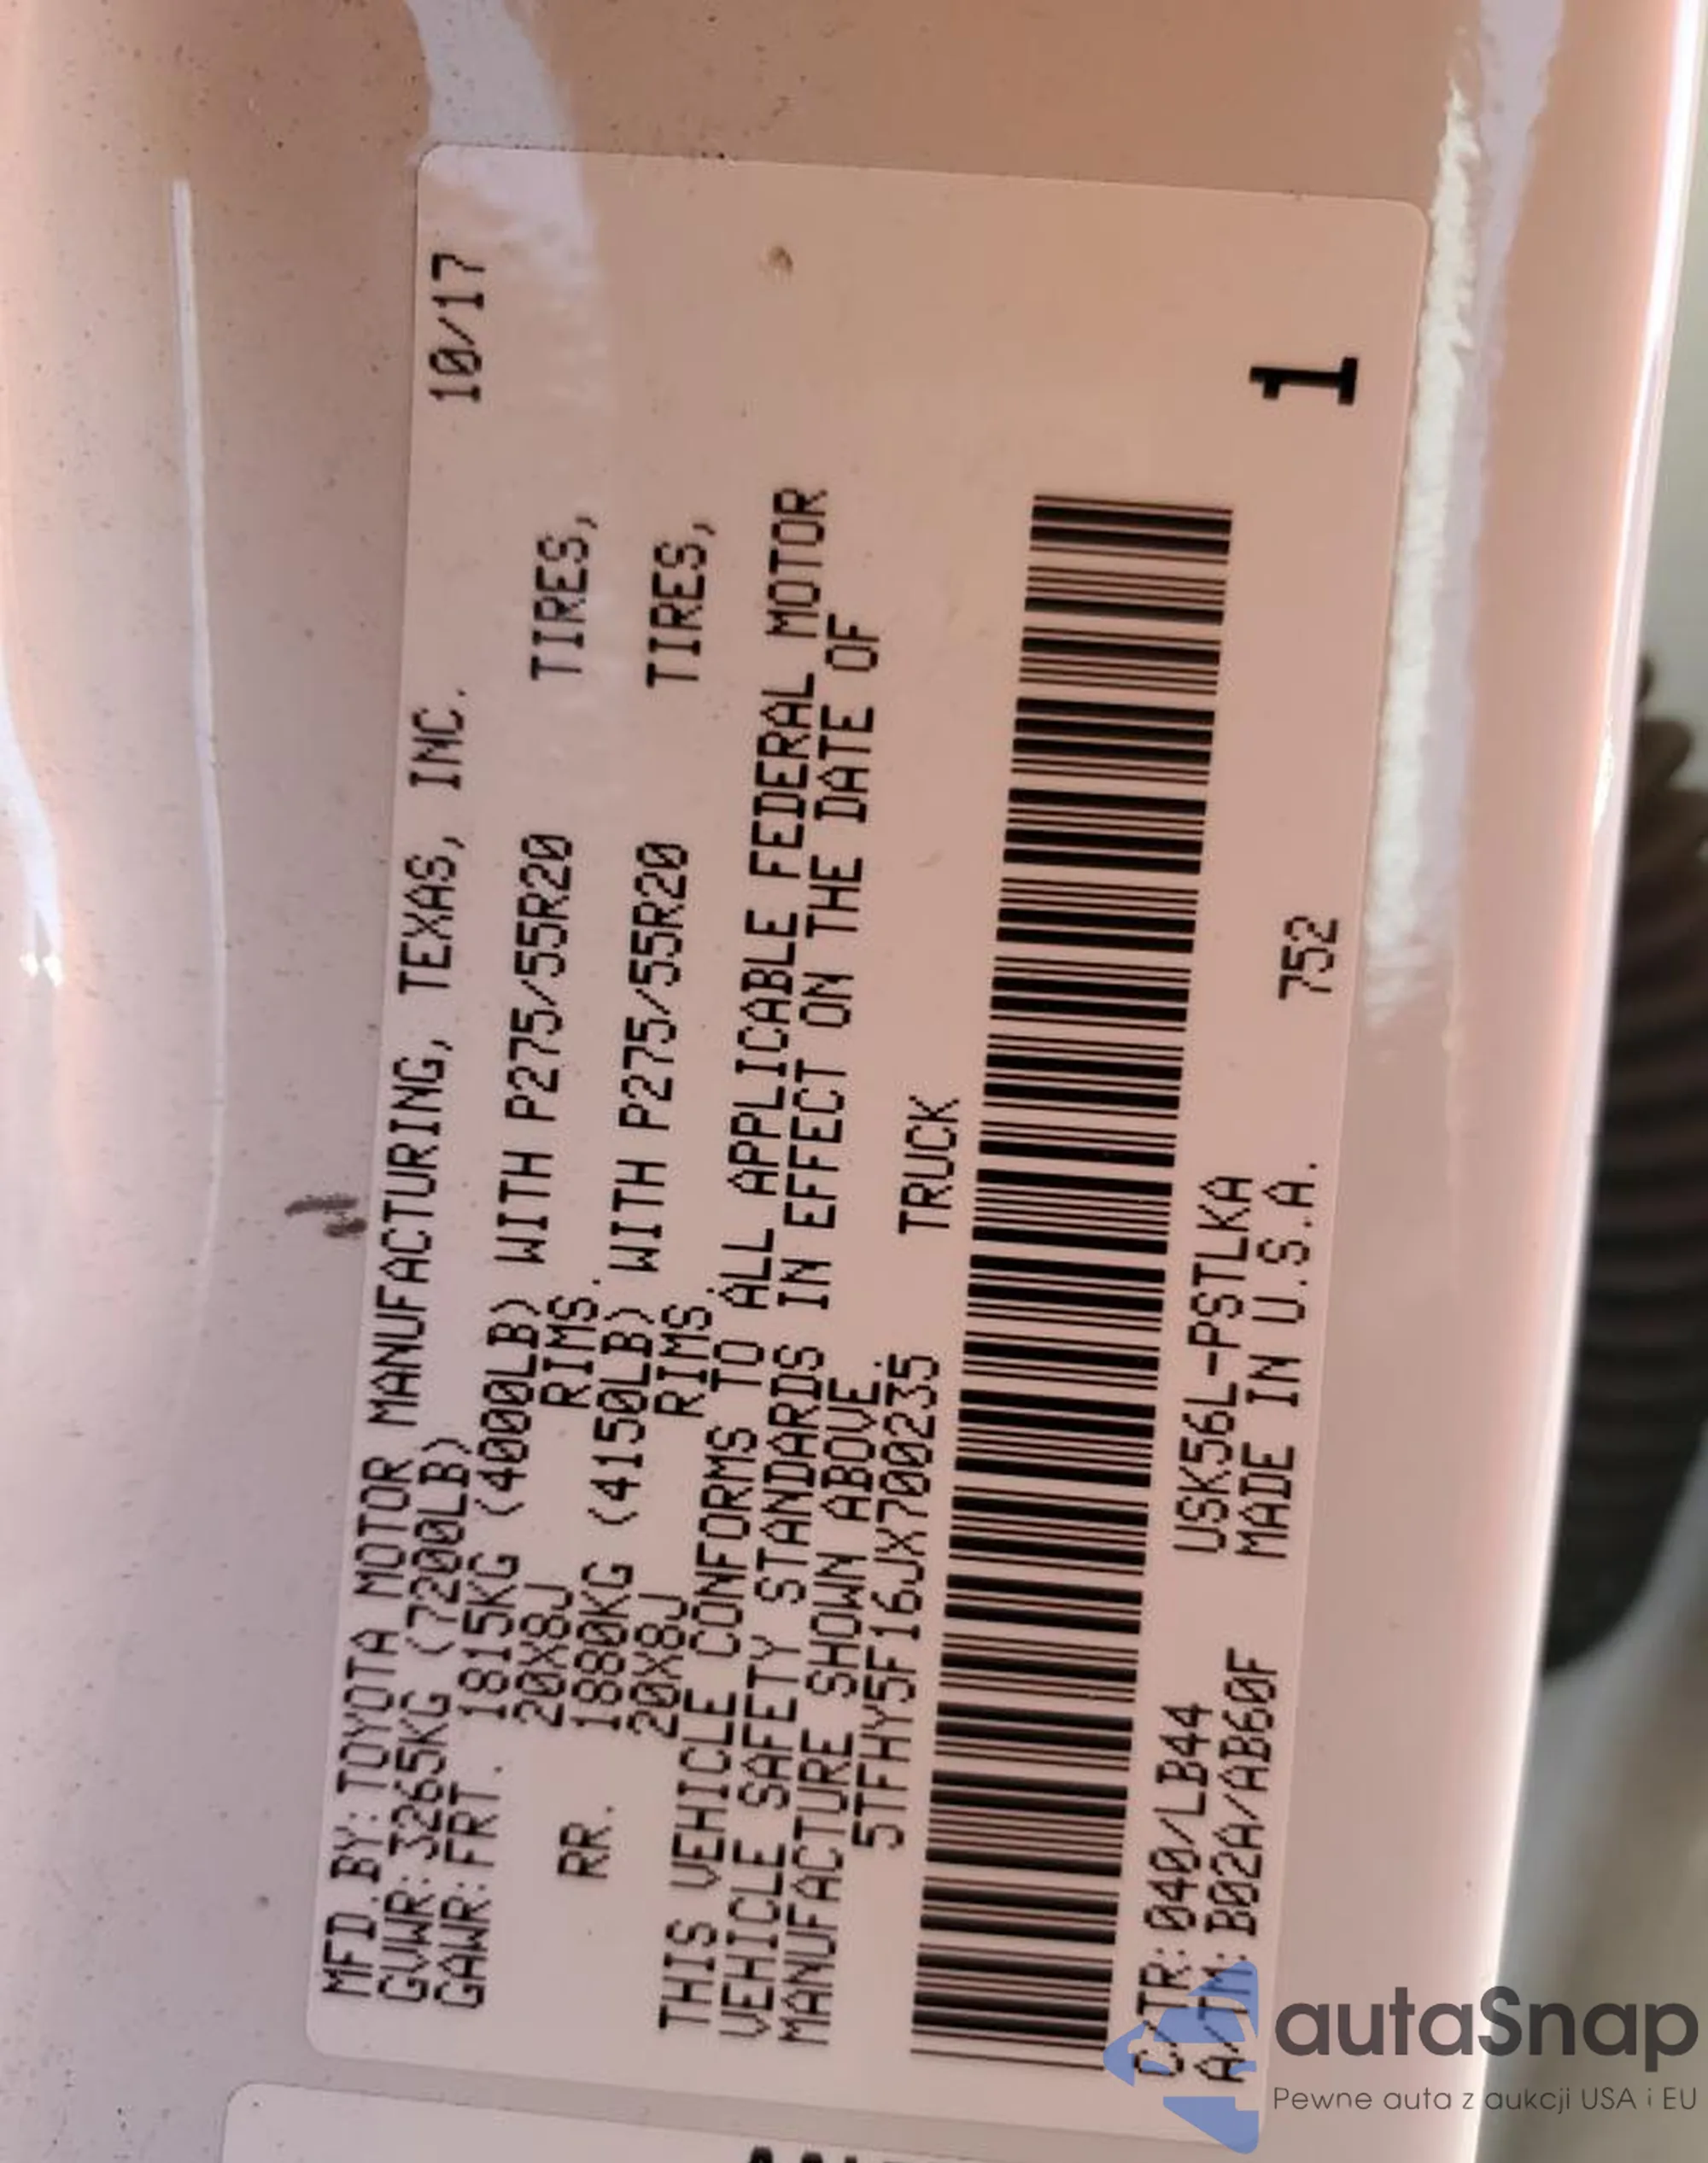 MFD.BY:TOYOTA MOTOR MANUFACTURING, TEXAS, INC. 10/17
GVWR:3265KG (7200LB)
GAWR:FRT. 1815KG (4000LB) WITH P275/55R20 TIRES,
20X8J RIMS.
RR. 1880KG (4150LB) WITH P275/55R20 TIRES,
20X8J RIMS.
THIS VEHICLE CONFORMS TO ALL APPLICABLE FEDERAL MOTOR
VEHICLE SAFETY STANDARDS IN EFFECT ON THE DATE OF
MANUFACTURE SHOWN ABOVE.
5TFHY5F16JX700235 TRUCK
C/TR:040/LB44 USK56L-PSTLKA
A/TM:B02A/AB60F MADE IN U.S.A. 752 1
autaSnap
Pewne auta z aukcji USA i EU